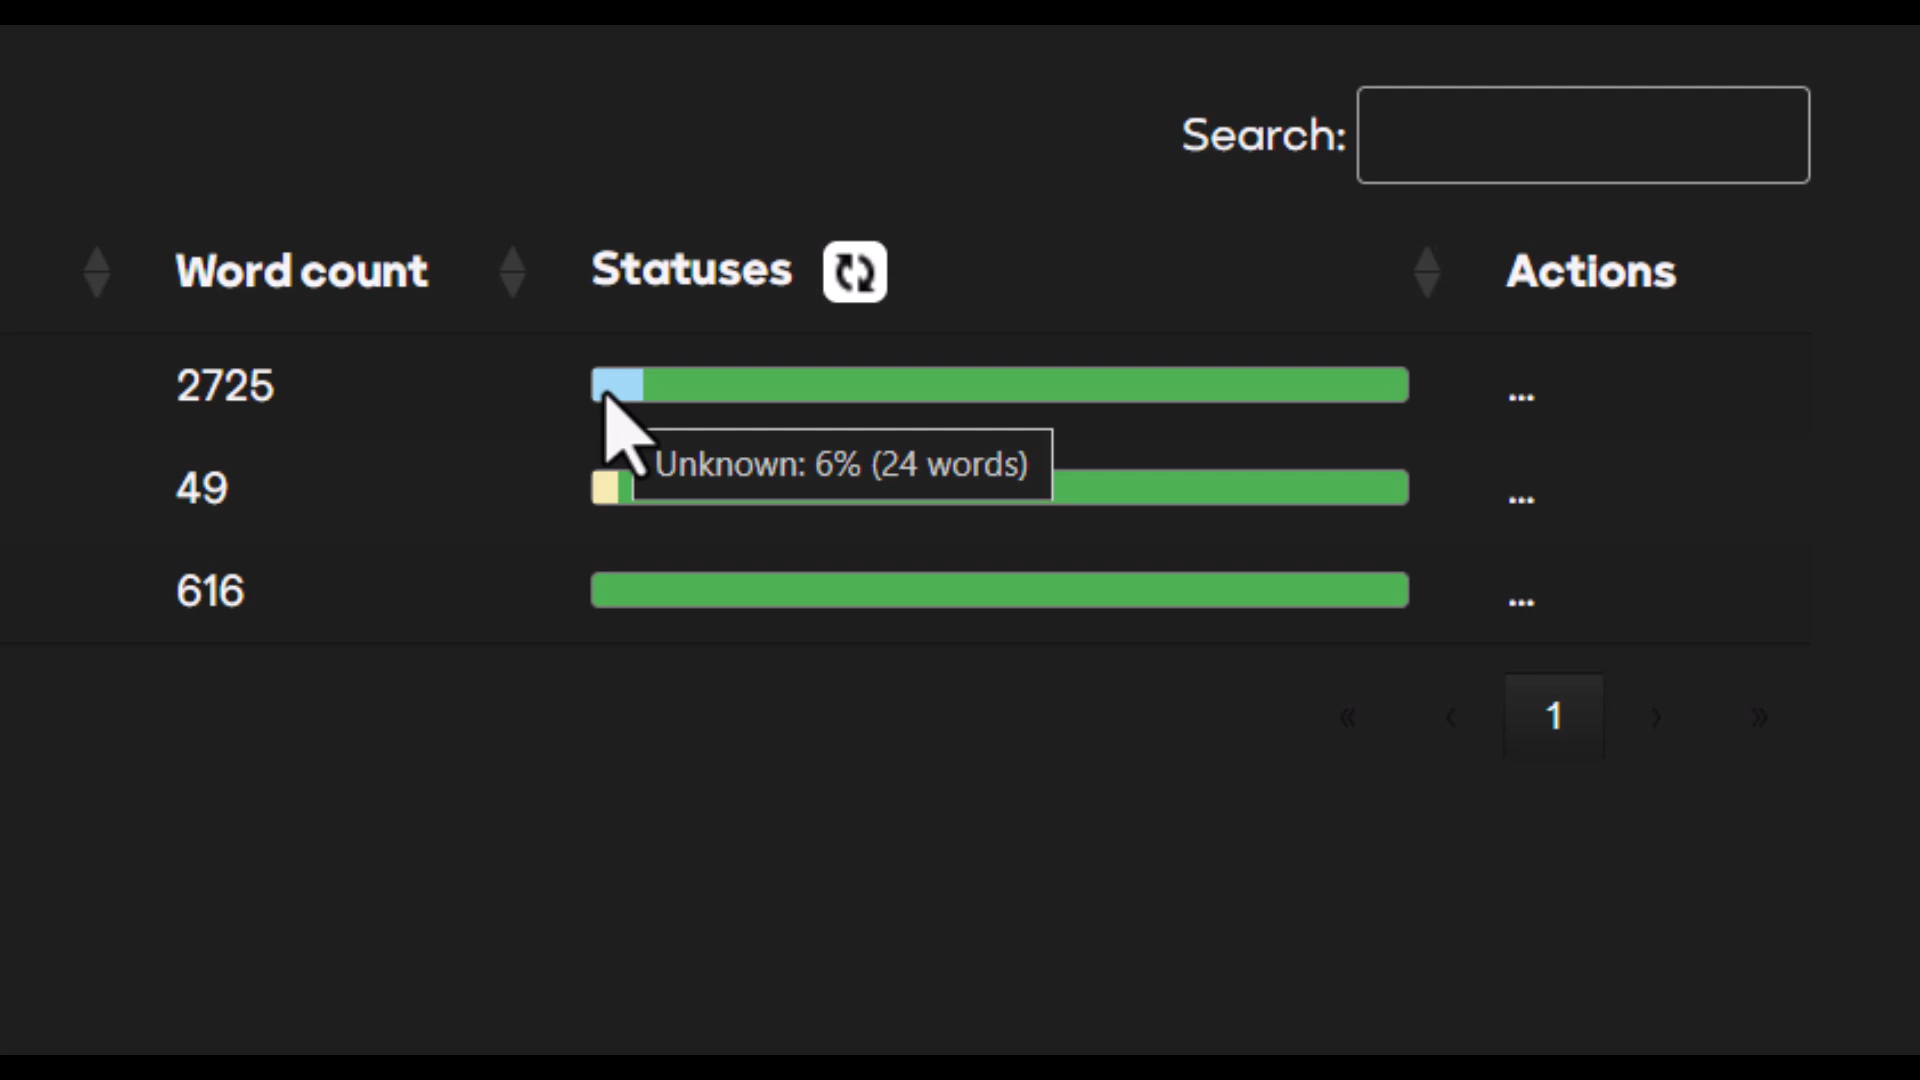 Search:
Word count Statuses Actions
2725 ...
Unknown: 6% (24 words)
49 ...
616 ...
« ‹ 1 › »